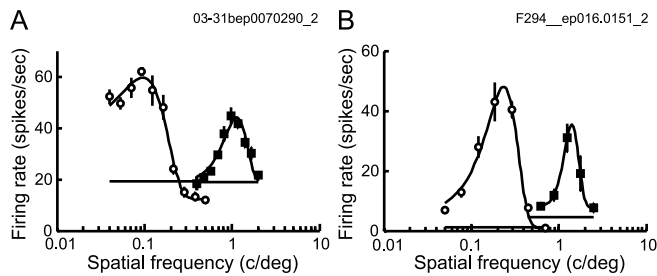 A
03-31bep0070290_2
Firing rate (spikes/sec)
60
40
20
0
0.01
0.1
1
10
Spatial frequency (c/deg)
B
F294__ep016.0151_2
Firing rate (spikes/sec)
60
40
20
0
0.01
0.1
1
10
Spatial frequency (c/deg)